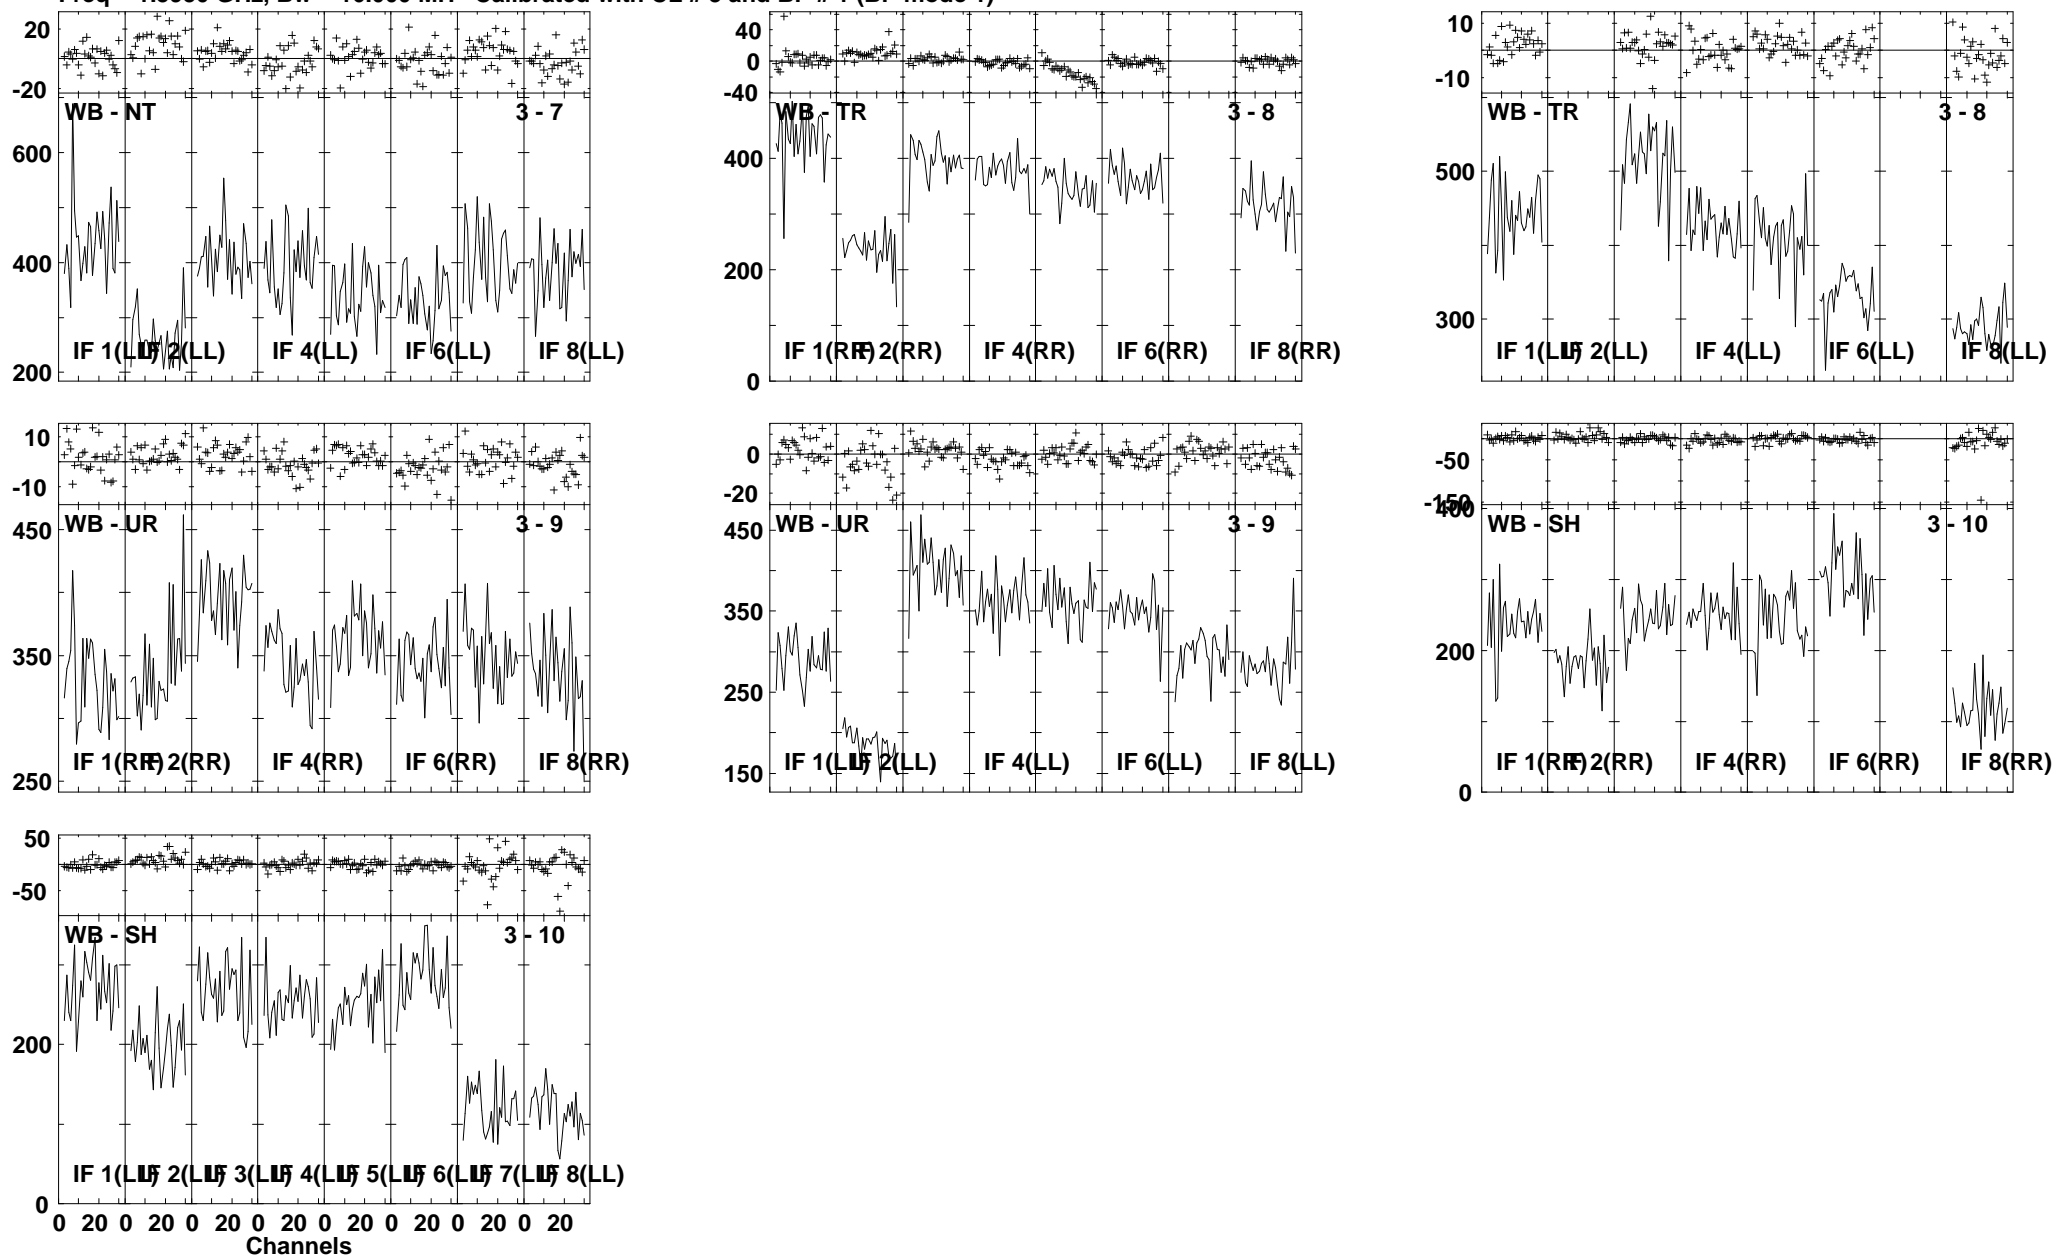 20
0
-20
WB - NT
3 - 7
600
400
200
IF 1(LL)
IF 2(LL)
IF 4(LL)
IF 6(LL)
IF 8(LL)
40
0
-40
WB - TR
3 - 8
400
200
0
IF 1(RR)
IF 2(RR)
IF 4(RR)
IF 6(RR)
IF 8(RR)
10
-10
WB - TR
3 - 8
500
300
IF 1(LL)
IF 2(LL)
IF 4(LL)
IF 6(LL)
IF 8(LL)
10
-10
WB - UR
3 - 9
450
350
250
IF 1(RR)
IF 2(RR)
IF 4(RR)
IF 6(RR)
IF 8(RR)
0
-20
WB - UR
3 - 9
450
350
250
150
IF 1(LL)
IF 2(LL)
IF 4(LL)
IF 6(LL)
IF 8(LL)
-50
-150
WB - SH
3 - 10
400
200
0
IF 1(RR)
IF 2(RR)
IF 4(RR)
IF 6(RR)
IF 8(RR)
50
-50
WB - SH
3 - 10
200
0
IF 1(LL)
IF 2(LL)
IF 3(LL)
IF 4(LL)
IF 5(LL)
IF 6(LL)
IF 7(LL)
IF 8(LL)
0 20 0 20 0 20 0 20 0 20 0 20 0 20 0 20
Channels